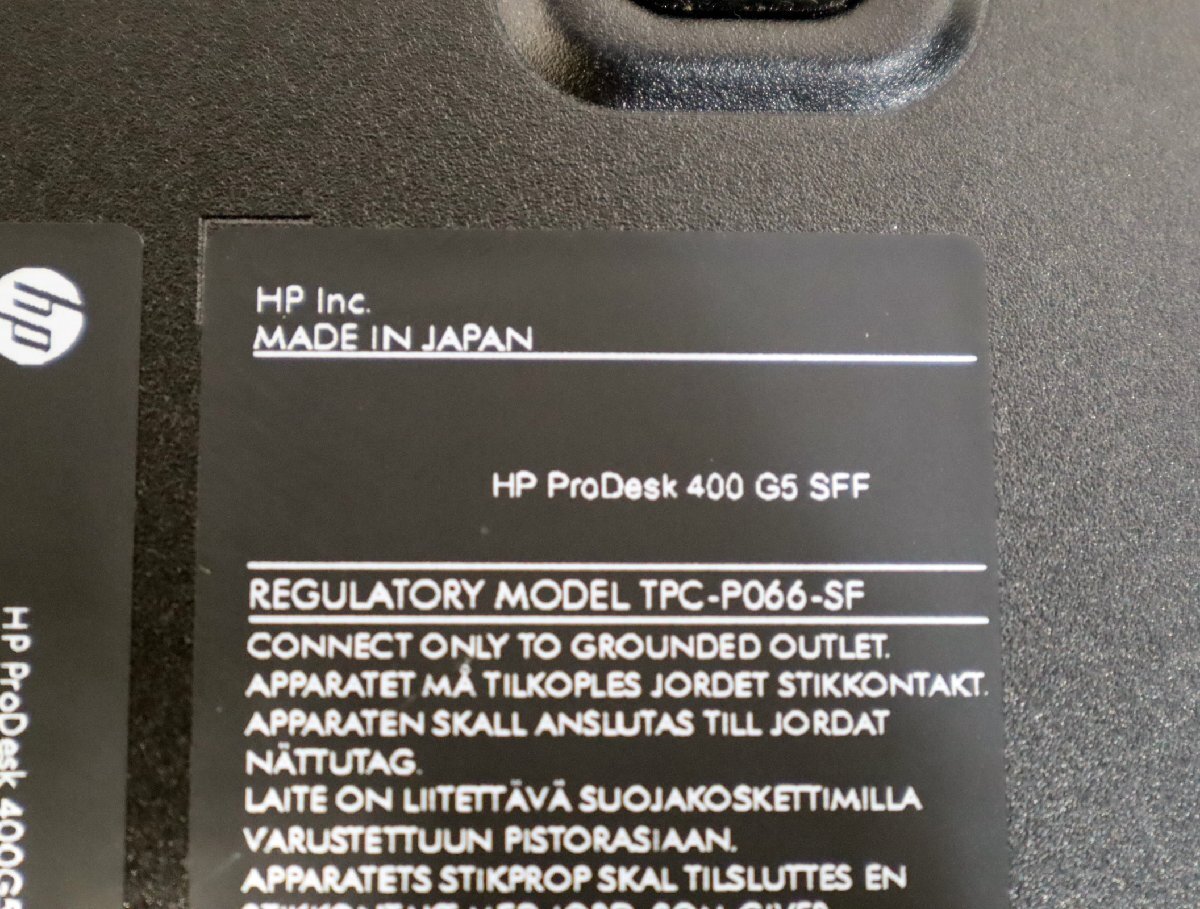 hp
HP ProDesk 400 G5
HP Inc.
MADE IN JAPAN
HP ProDesk 400 G5 SFF
REGULATORY MODEL TPC-P066-SF
CONNECT ONLY TO GROUNDED OUTLET.
APPARATET MÅ TILKOPLES JORDET STIKKONTAKT.
APPARATEN SKALL ANSLUTAS TILL JORDAT
NÄTTUTAG.
LAITE ON LIITETTÄVÄ SUOJAKOSKETTIMILLA
VARUSTETTUUN PISTORASIAAN.
APPARATETS STIKPROP SKAL TILSLUTTES EN